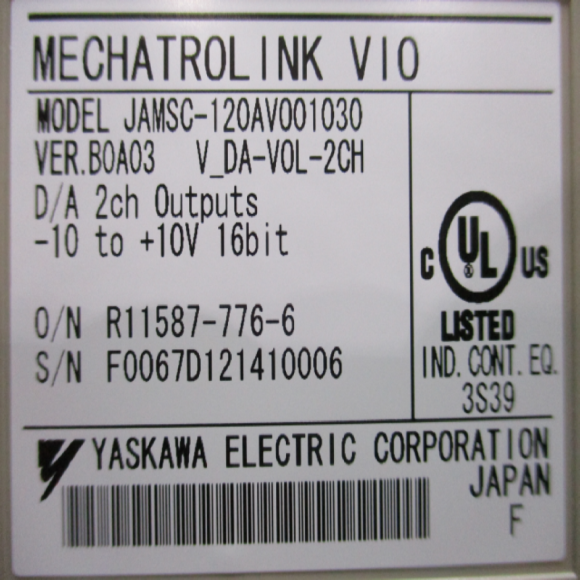 MECHATROLINK VIO
MODEL JAMSC-120AV001030
VER.B0A03 V_DA-VOL-2CH
D/A 2ch Outputs
-10 to +10V 16bit
O/N R11587-776-6
S/N F0067D121410006
C UL ® US
LISTED
IND. CONT. EQ.
3S39
YASKAWA ELECTRIC CORPORATION
JAPAN
F